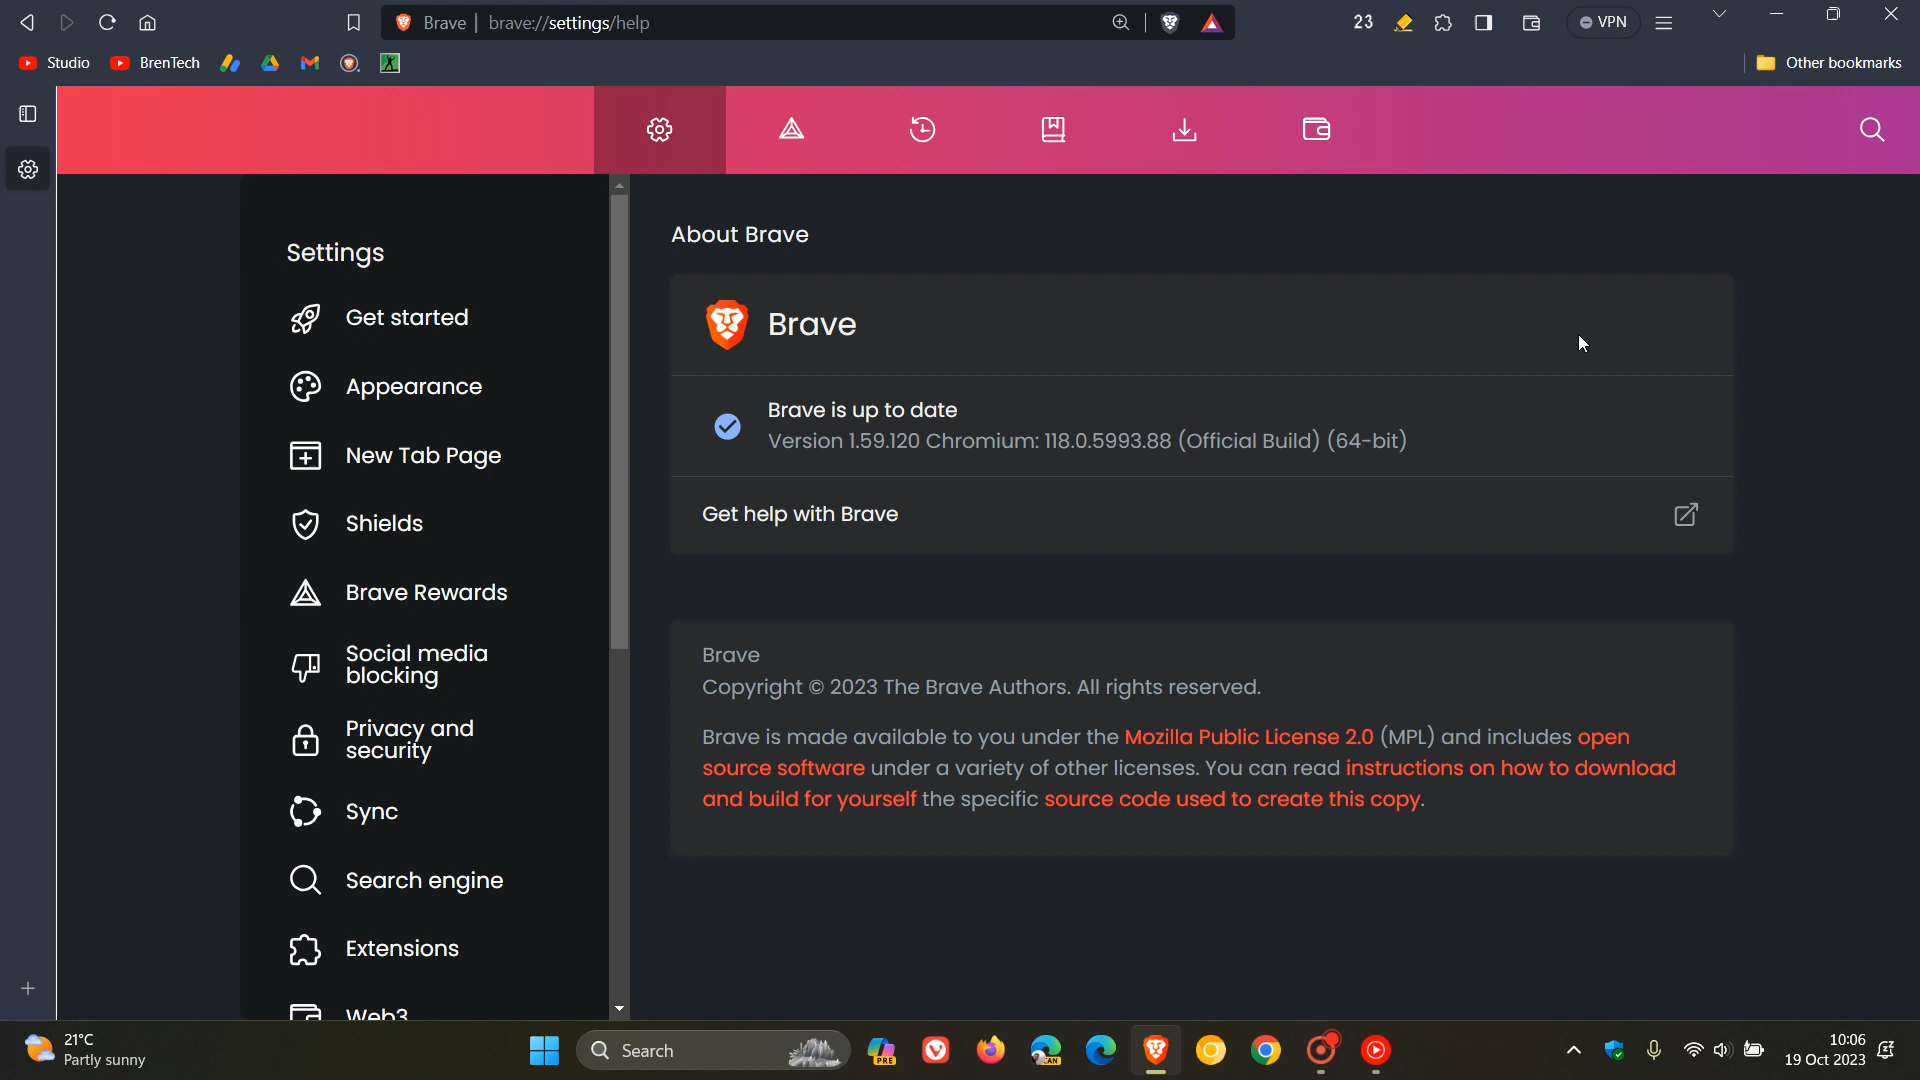 Brave | brave://settings/help
23
VPN
Studio
BrenTech
Other bookmarks
Settings
Get started
Appearance
New Tab Page
Shields
Brave Rewards
Social media
blocking
Privacy and
security
Sync
Search engine
Extensions
Web3
About Brave
Brave
Brave is up to date
Version 1.59.120 Chromium: 118.0.5993.88 (Official Build) (64-bit)
Get help with Brave
Brave
Copyright © 2023 The Brave Authors. All rights reserved.
Brave is made available to you under the Mozilla Public License 2.0 (MPL) and includes open
source software under a variety of other licenses. You can read instructions on how to download
and build for yourself the specific source code used to create this copy.
21°C
Partly sunny
Search
PRE
CAN
10:06
19 Oct 2023